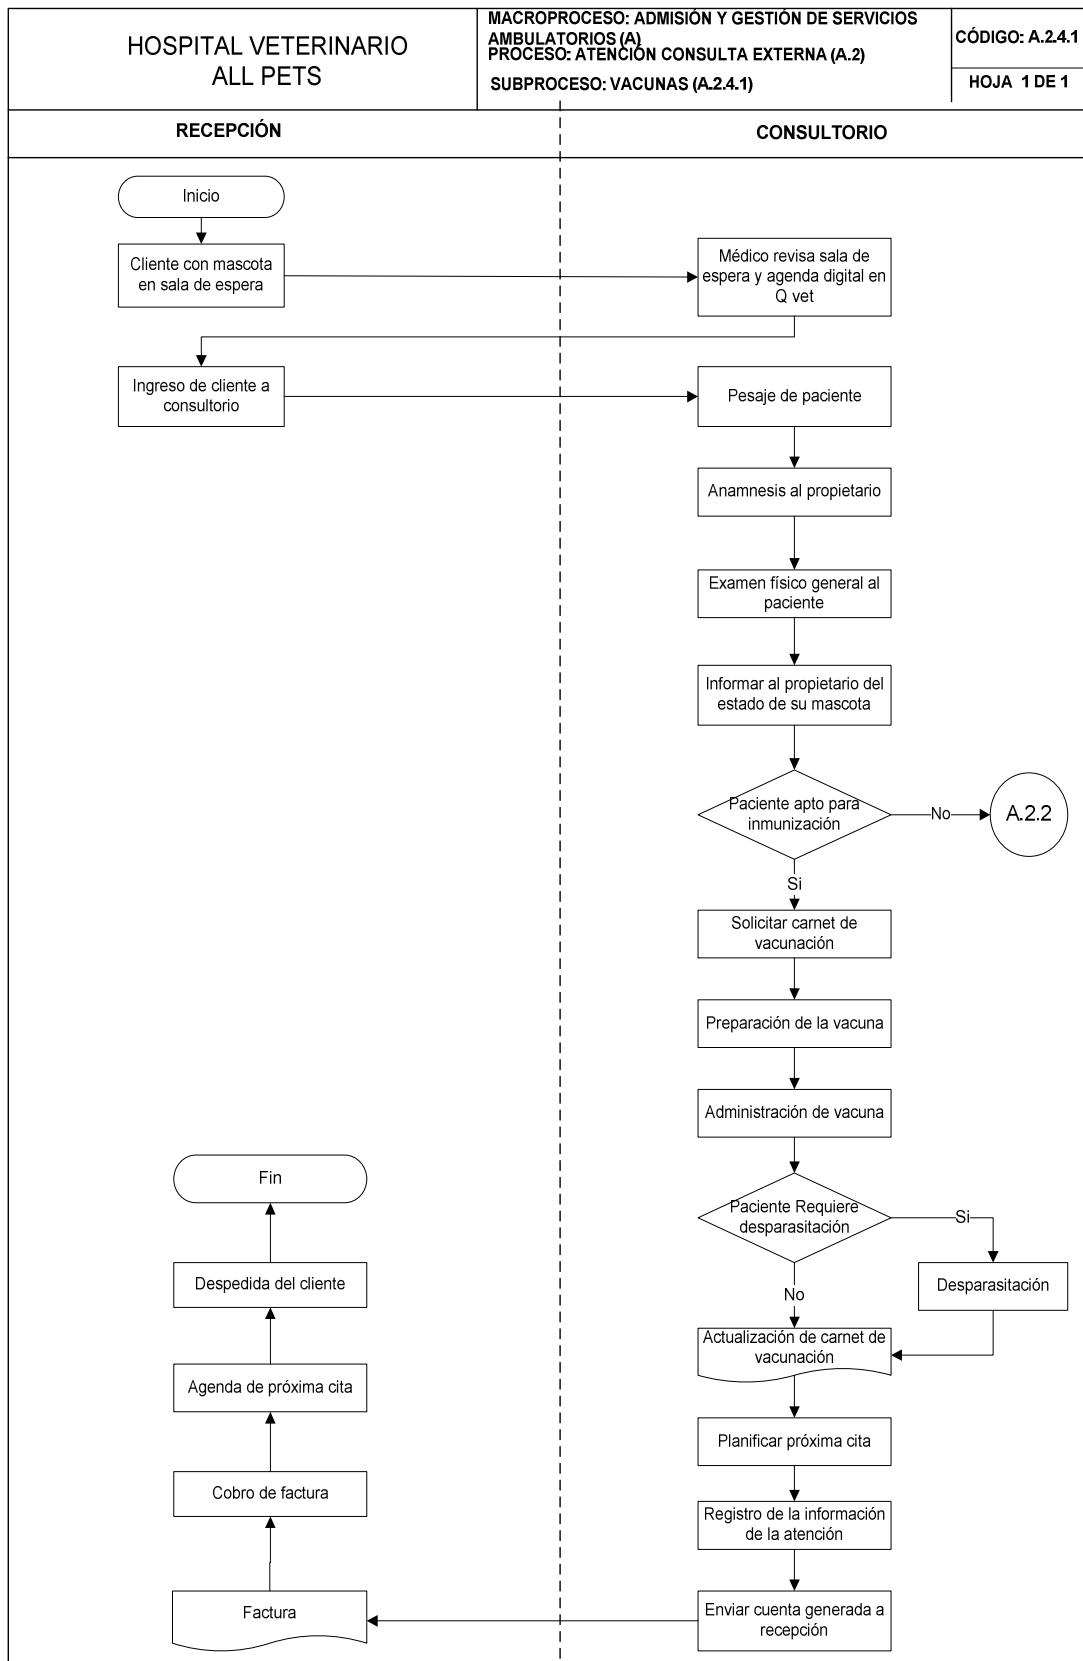 HOSPITAL VETERINARIO
ALL PETS
MACROPROCESO: ADMISIÓN Y GESTIÓN DE SERVICIOS
AMBULATORIOS (A)
PROCESO: ATENCIÓN CONSULTA EXTERNA (A.2)
SUBPROCESO: VACUNAS (A.2.4.1)
CÓDIGO: A.2.4.1
HOJA 1 DE 1
RECEPCIÓN
CONSULTORIO
Inicio
Cliente con mascota
en sala de espera
Médico revisa sala de
espera y agenda digital en
Q vet
Ingreso de cliente a
consultorio
Pesaje de paciente
Anamnesis al propietario
Examen físico general al
paciente
Informar al propietario del
estado de su mascota
Paciente apto para
inmunización
No
A.2.2
Si
Solicitar carnet de
vacunación
Preparación de la vacuna
Administración de vacuna
Paciente Requiere
desparasitación
Si
Desparasitación
No
Actualización de carnet de
vacunación
Planificar próxima cita
Registro de la información
de la atención
Enviar cuenta generada a
recepción
Factura
Cobro de factura
Agenda de próxima cita
Despedida del cliente
Fin